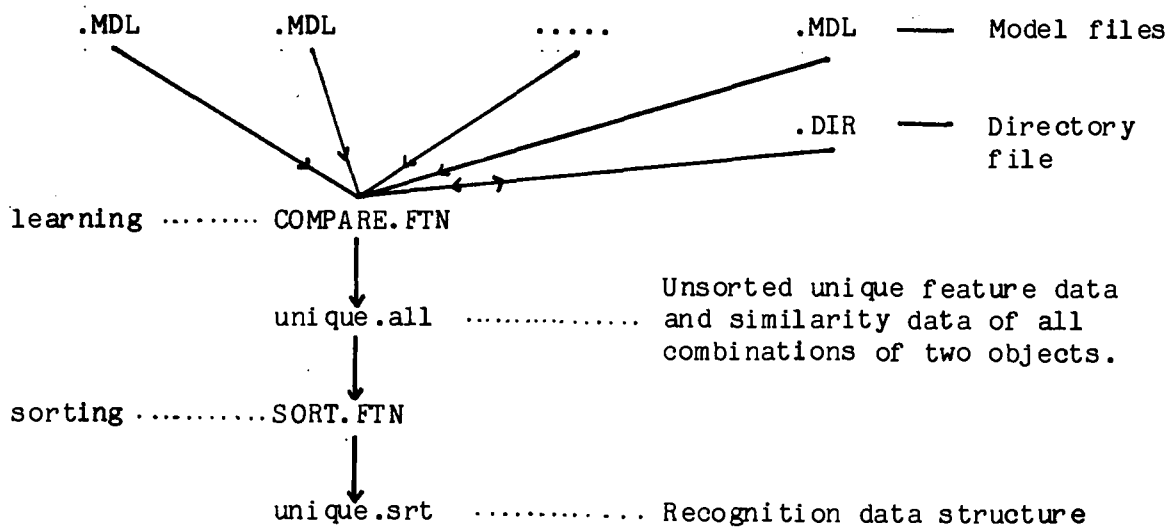 .MDL .MDL ..... .MDL — Model files
.DIR — Directory
file
learning ......... COMPARE.FTN
Unsorted unique feature data
unique.all ................ and similarity data of all
combinations of two objects.
sorting ........... SORT.FTN
unique.srt ............. Recognition data structure